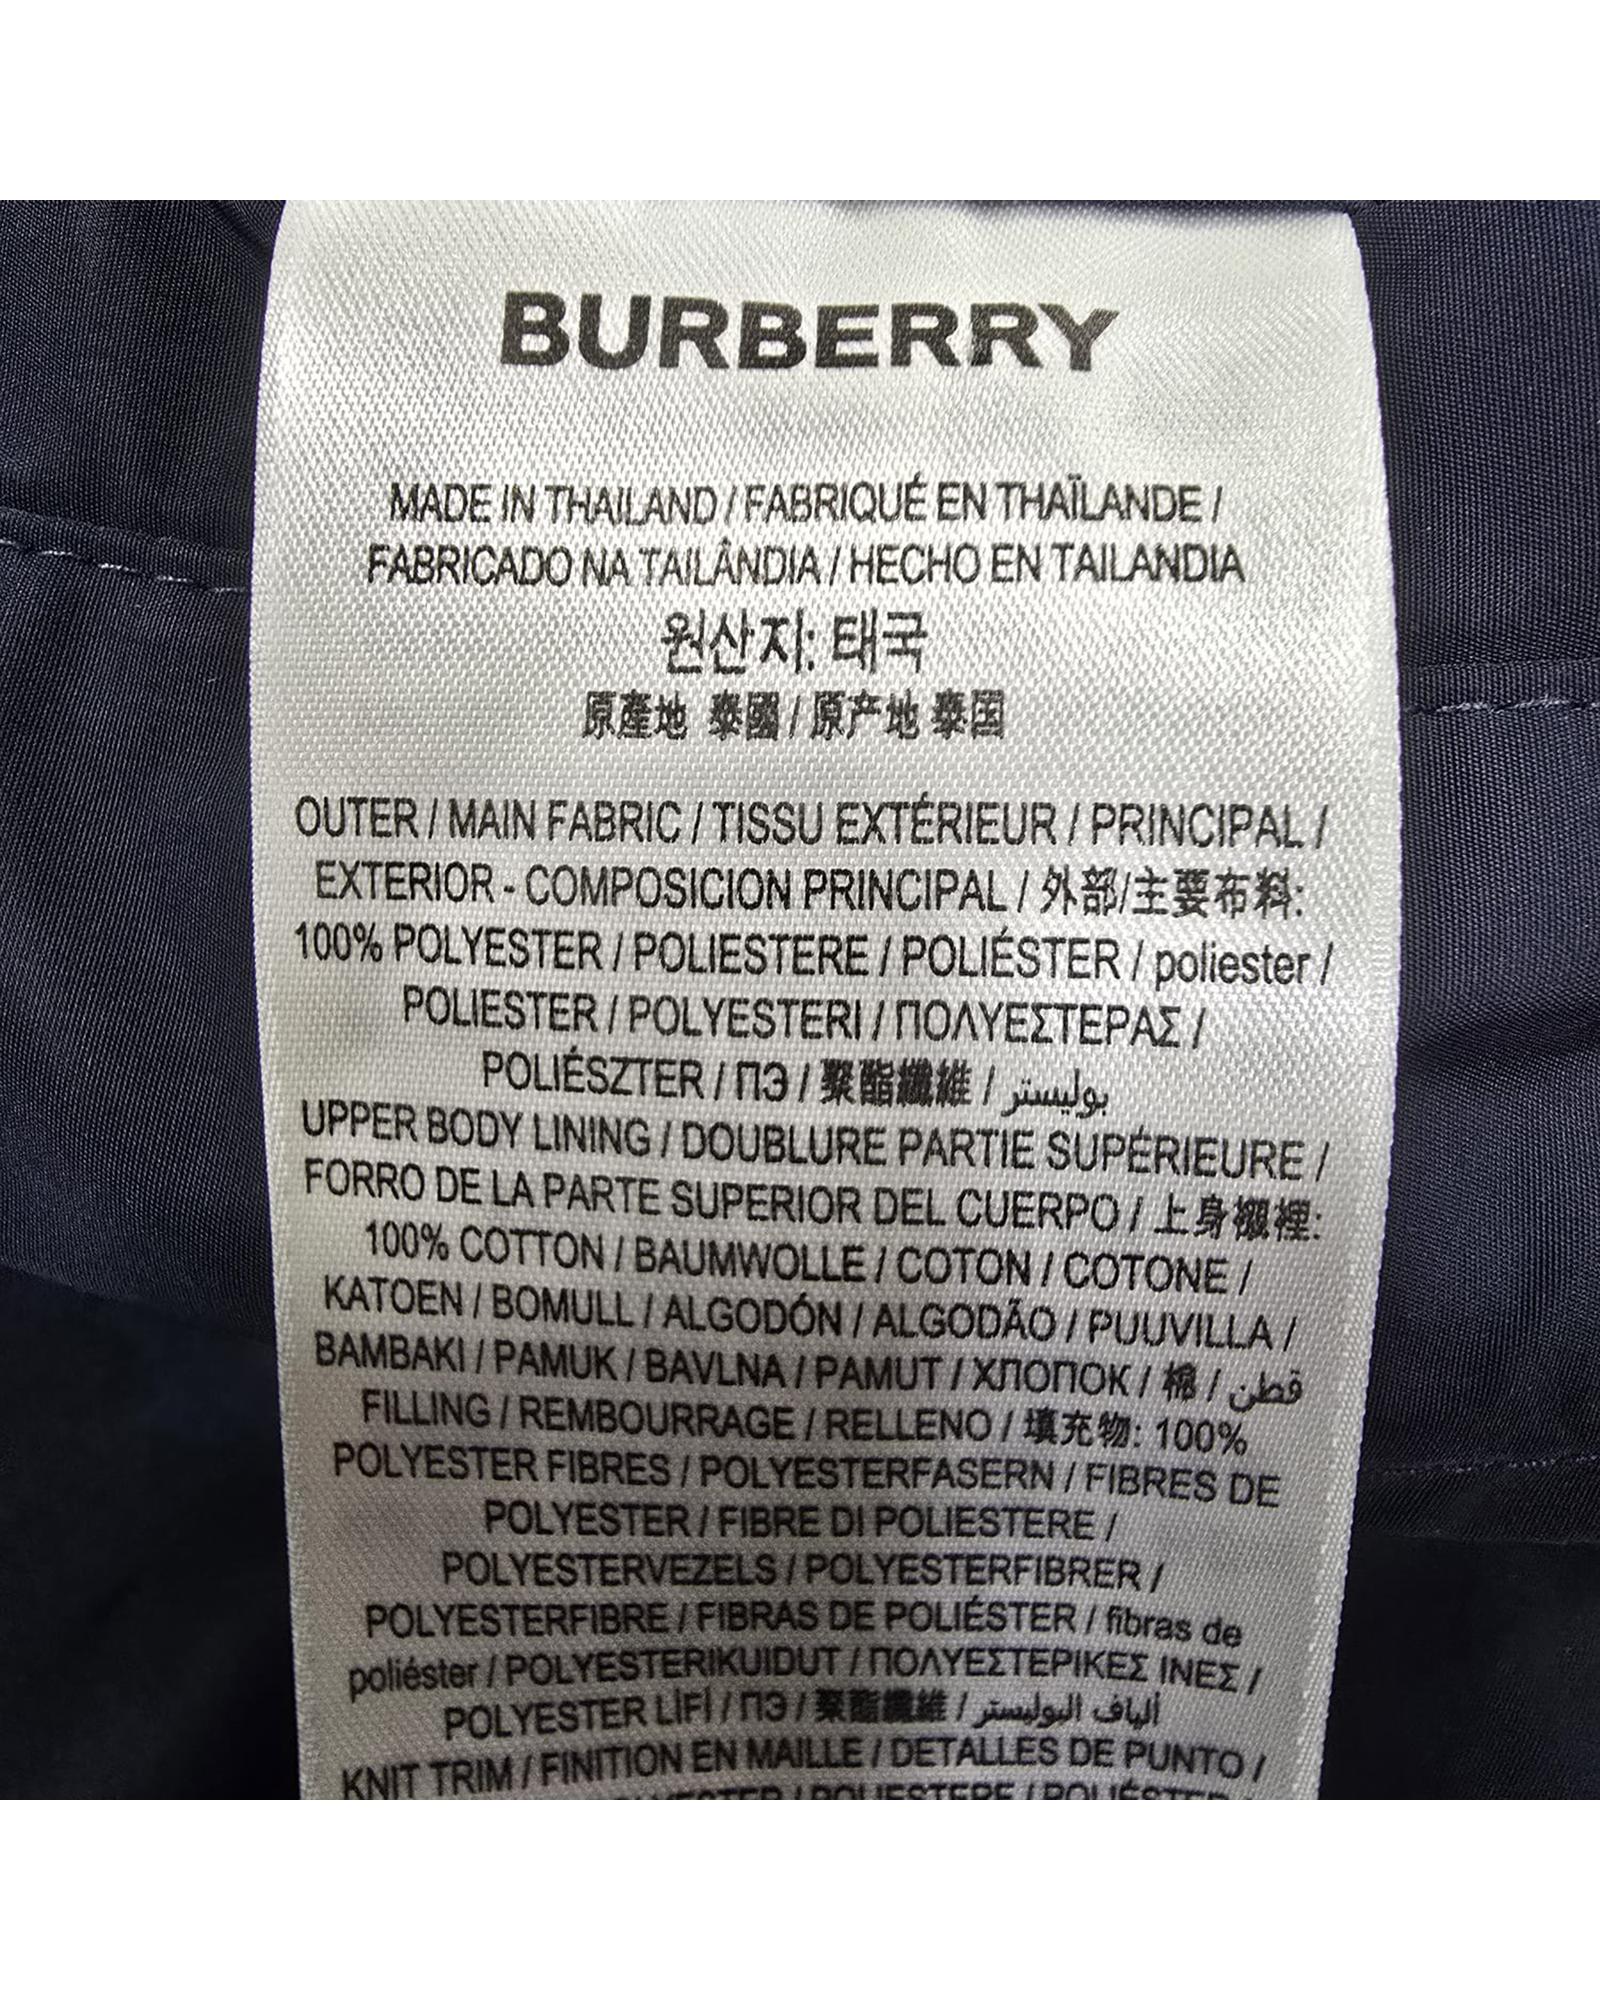 BURBERRY
MADE IN THAILAND / FABRIQUÉ EN THAÏLANDE /
FABRICADO NA TAILÂNDIA / HECHO EN TAILANDIA
원산지: 태국
原產地 泰國 / 原产地 泰国
OUTER / MAIN FABRIC / TISSU EXTÉRIEUR / PRINCIPAL /
EXTERIOR - COMPOSICION PRINCIPAL / 外部/主要布料:
100% POLYESTER / POLIESTERE / POLIÉSTER / poliester /
POLIESTER / POLYESTERI / ΠΟΛΥΕΣΤΕΡΑΣ /
POLIÉSZTER / ПЭ / 聚酯纖維 / بوليستر
UPPER BODY LINING / DOUBLURE PARTIE SUPÉRIEURE /
FORRO DE LA PARTE SUPERIOR DEL CUERPO / 上身襯裡:
100% COTTON / BAUMWOLLE / COTON / COTONE /
KATOEN / BOMULL / ALGODÓN / ALGODÃO / PUUVILLA /
BAMBAKI / PAMUK / BAVLNA / PAMUT / ХЛОПОК / 棉 / قطن
FILLING / REMBOURRAGE / RELLENO / 填充物: 100%
POLYESTER FIBRES / POLYESTERFASERN / FIBRES DE
POLYESTER / FIBRE DI POLIESTERE /
POLYESTERVEZELS / POLYESTERFIBRER /
POLYESTERFIBRE / FIBRAS DE POLIÉSTER / fibras de
poliéster / POLYESTERIKUIDUT / ΠΟΛΥΕΣΤΕΡΙΚΕΣ ΙΝΕΣ /
POLYESTER LİFİ / ПЭ / 聚酯纖維 / ألياف البوليستر
KNIT TRIM / FINITION EN MAILLE / DETALLES DE PUNTO /